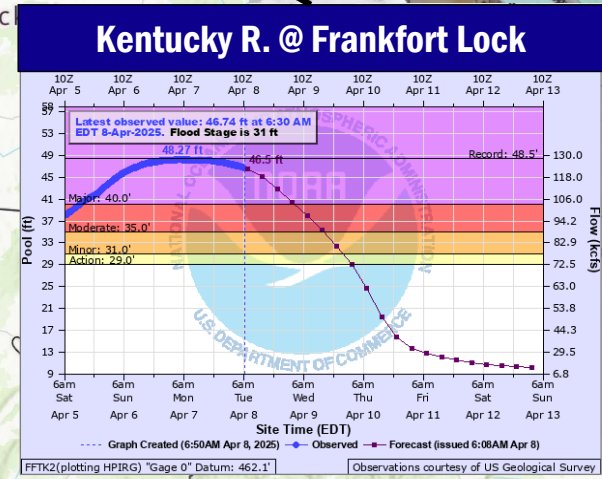 Kentucky R. @ Frankfort Lock
10Z 10Z 10Z 10Z 10Z 10Z 10Z 10Z 10Z
Apr 5 Apr 6 Apr 7 Apr 8 Apr 9 Apr 10 Apr 11 Apr 12 Apr 13
Latest observed value: 46.74 ft at 6:30 AM
EDT 8-Apr-2025. Flood Stage is 31 ft
48.27 ft
46.5 ft
Record: 48.5'
Major: 40.0'
Moderate: 35.0'
Minor: 31.0'
Action: 29.0'
Pool (ft)
58
57
53
49
45
41
37
33
29
25
21
17
13
9
Flow (kcfs)
130.0
118.0
106.0
94.2
82.9
72.5
63.0
53.8
44.3
29.5
6.8
NOAA
U.S. DEPARTMENT OF COMMERCE
6am 6am 6am 6am 6am 6am 6am 6am 6am
Sat Sun Mon Tue Wed Thu Fri Sat Sun
Apr 5 Apr 6 Apr 7 Apr 8 Apr 9 Apr 10 Apr 11 Apr 12 Apr 13
Site Time (EDT)
Graph Created (6:50AM Apr 8, 2025) Observed Forecast (issued 6:08AM Apr 8)
FFTK2(plotting HPIRG) "Gage 0" Datum: 462.1'
Observations courtesy of US Geological Survey